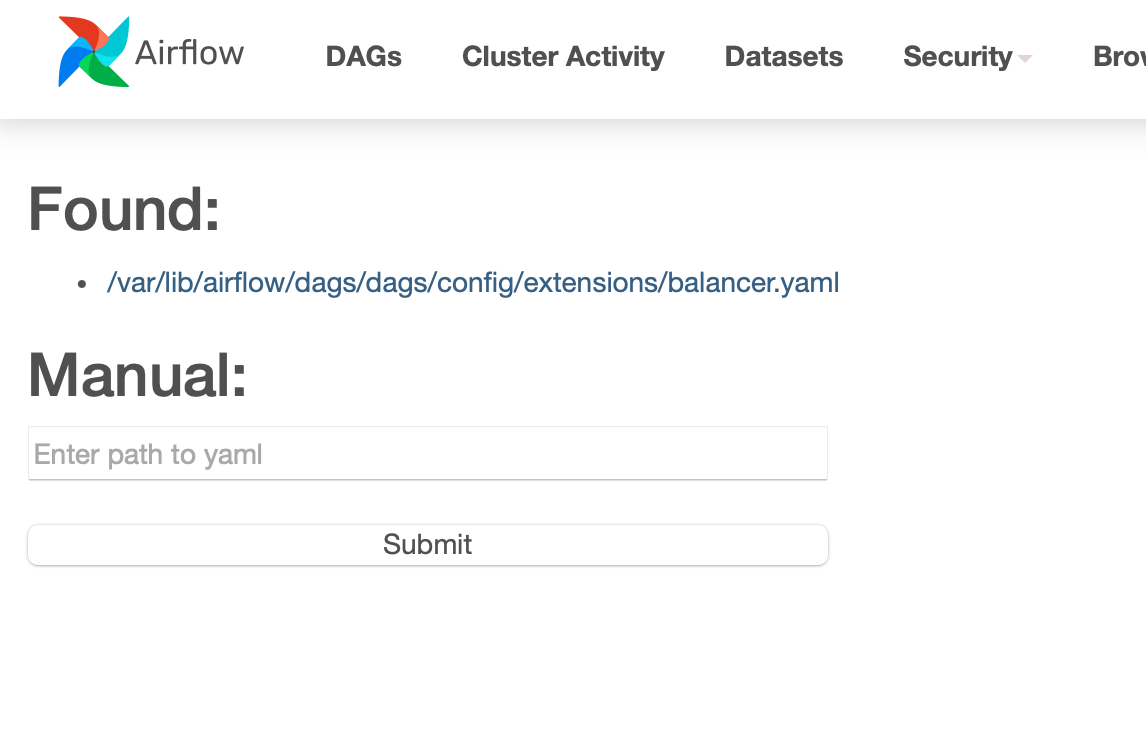 Airflow DAGs Cluster Activity Datasets Security
Found:
/var/lib/airflow/dags/dags/config/extensions/balancer.yaml
Manual:
Enter path to yaml
Submit